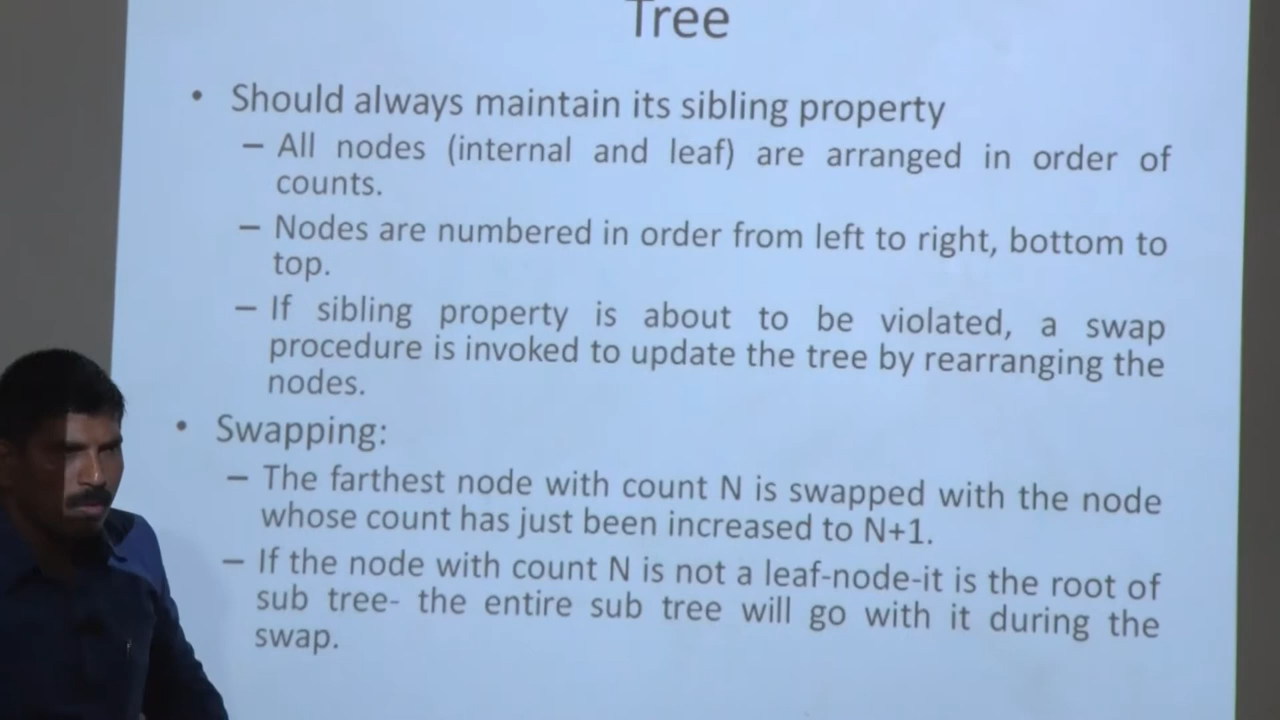 Tree
• Should always maintain its sibling property
– All nodes (internal and leaf) are arranged in order of
counts.
– Nodes are numbered in order from left to right, bottom to
top.
– If sibling property is about to be violated, a swap
procedure is invoked to update the tree by rearranging the
nodes.
• Swapping:
– The farthest node with count N is swapped with the node
whose count has just been increased to N+1.
– If the node with count N is not a leaf-node-it is the root of
sub tree- the entire sub tree will go with it during the
swap.